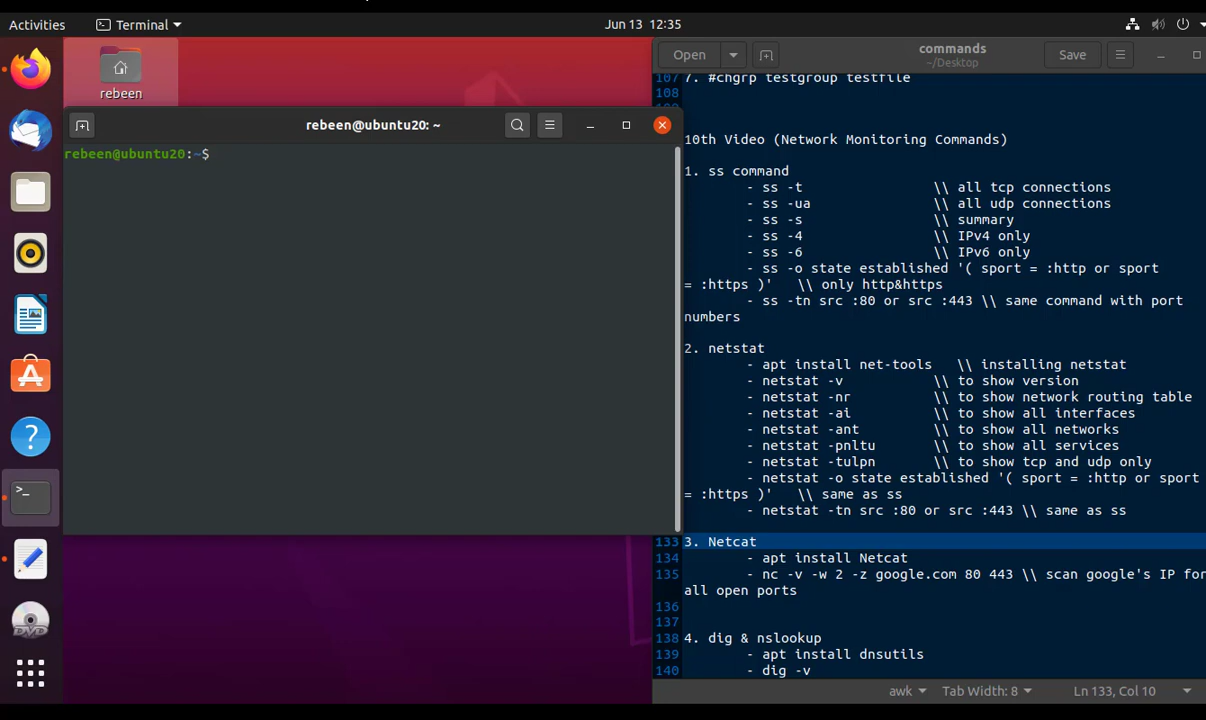 Activities
Terminal
Jun 13 12:35
rebeen
Open
commands
~/Desktop
Save
rebeen@ubuntu20: ~
rebeen@ubuntu20:~$
107 7. #chgrp testgroup testfile
108
10th Video (Network Monitoring Commands)
1. ss command
- ss -t \\ all tcp connections
- ss -ua \\ all udp connections
- ss -s \\ summary
- ss -4 \\ IPv4 only
- ss -6 \\ IPv6 only
- ss -o state established '( sport = :http or sport
= :https )' \\ only http&https
- ss -tn src :80 or src :443 \\ same command with port
numbers
2. netstat
- apt install net-tools \\ installing netstat
- netstat -v \\ to show version
- netstat -nr \\ to show network routing table
- netstat -ai \\ to show all interfaces
- netstat -ant \\ to show all networks
- netstat -pnltu \\ to show all services
- netstat -tulpn \\ to show tcp and udp only
- netstat -o state established '( sport = :http or sport
= :https )' \\ same as ss
- netstat -tn src :80 or src :443 \\ same as ss
133 3. Netcat
134 - apt install Netcat
135 - nc -v -w 2 -z google.com 80 443 \\ scan google's IP for
all open ports
136
137
138 4. dig & nslookup
139 - apt install dnsutils
140 - dig -v
awk
Tab Width: 8
Ln 133, Col 10